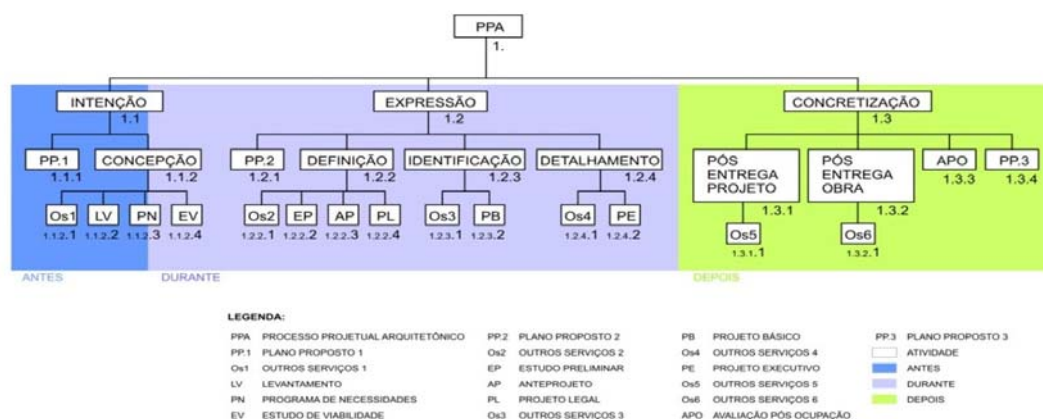 PPA
1.
INTENÇÃO EXPRESSÃO CONCRETIZAÇÃO
1.1 1.2 1.3
PP.1 CONCEPÇÃO PP.2 DEFINIÇÃO IDENTIFICAÇÃO DETALHAMENTO PÓS ENTREGA PROJETO PÓS ENTREGA OBRA APO PP.3
1.1.1 1.1.2 1.2.1 1.2.2 1.2.3 1.2.4 1.3.1 1.3.2 1.3.3 1.3.4
Os1 LV PN EV Os2 EP AP PL Os3 PB Os4 PE Os5 Os6
1.1.2.1 1.1.2.2 1.1.2.3 1.1.2.4 1.2.2.1 1.2.2.2 1.2.2.3 1.2.2.4 1.2.3.1 1.2.3.2 1.2.4.1 1.2.4.2 1.3.1.1 1.3.2.1
ANTES DURANTE DEPOIS
LEGENDA:
PPA PROCESSO PROJETUAL ARQUITETÔNICO PP.2 PLANO PROPOSTO 2 PB PROJETO BÁSICO PP.3 PLANO PROPOSTO 3
PP.1 PLANO PROPOSTO 1 Os2 OUTROS SERVIÇOS 2 Os4 OUTROS SERVIÇOS 4 ATIVIDADE
Os1 OUTROS SERVIÇOS 1 EP ESTUDO PRELIMINAR PE PROJETO EXECUTIVO ANTES
LV LEVANTAMENTO AP ANTEPROJETO Os5 OUTROS SERVIÇOS 5 DURANTE
PN PROGRAMA DE NECESSIDADES PL PROJETO LEGAL Os6 OUTROS SERVIÇOS 6 DEPOIS
EV ESTUDO DE VIABILIDADE Os3 OUTROS SERVIÇOS 3 APO AVALIAÇÃO PÓS OCUPAÇÃO